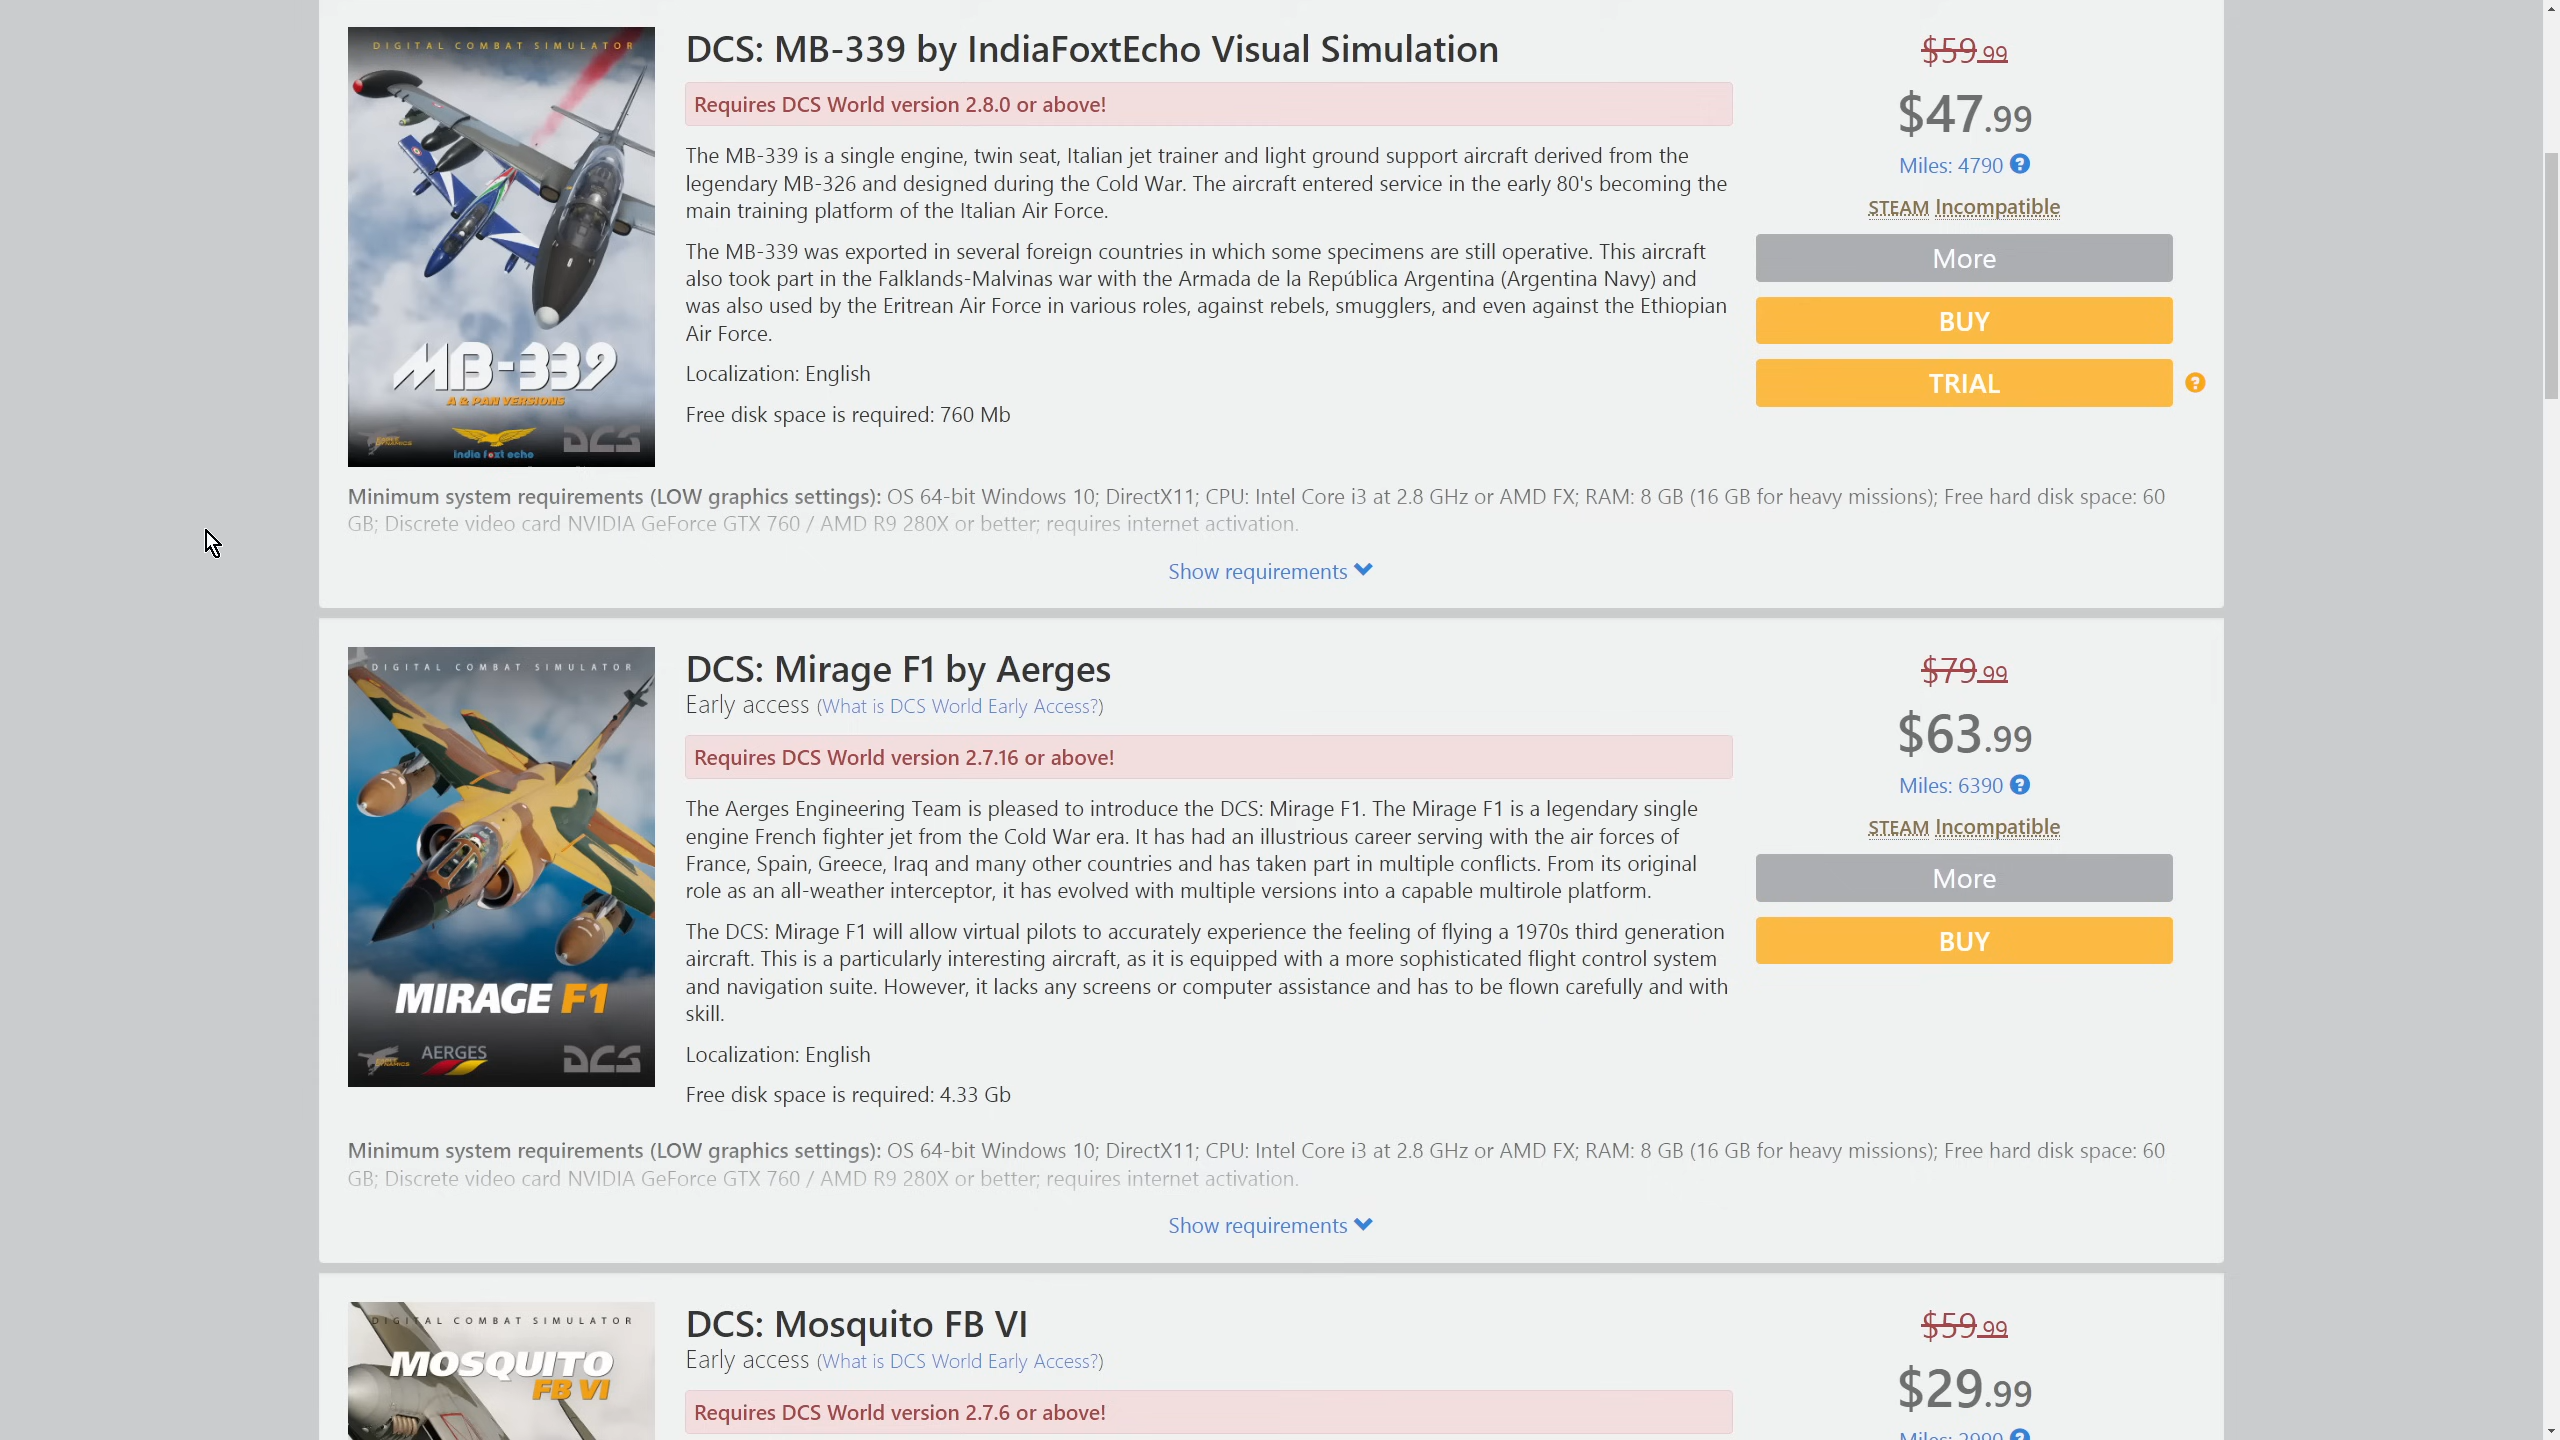 DIGITAL COMBAT SIMULATOR
MB-339
A & PAN VERSIONS
india foxt echo
DCS
DCS: MB-339 by IndiaFoxtEcho Visual Simulation
Requires DCS World version 2.8.0 or above!
The MB-339 is a single engine, twin seat, Italian jet trainer and light ground support aircraft derived from the
legendary MB-326 and designed during the Cold War. The aircraft entered service in the early 80's becoming the
main training platform of the Italian Air Force.
The MB-339 was exported in several foreign countries in which some specimens are still operative. This aircraft
also took part in the Falklands-Malvinas war with the Armada de la República Argentina (Argentina Navy) and
was also used by the Eritrean Air Force in various roles, against rebels, smugglers, and even against the Ethiopian
Air Force.
Localization: English
Free disk space is required: 760 Mb
$59.99
$47.99
Miles: 4790 ?
STEAM Incompatible
More
BUY
TRIAL ?
Minimum system requirements (LOW graphics settings): OS 64-bit Windows 10; DirectX11; CPU: Intel Core i3 at 2.8 GHz or AMD FX; RAM: 8 GB (16 GB for heavy missions); Free hard disk space: 60
GB; Discrete video card NVIDIA GeForce GTX 760 / AMD R9 280X or better; requires internet activation.
Show requirements
DIGITAL COMBAT SIMULATOR
MIRAGE F1
AERGES
DCS
DCS: Mirage F1 by Aerges
Early access (What is DCS World Early Access?)
Requires DCS World version 2.7.16 or above!
The Aerges Engineering Team is pleased to introduce the DCS: Mirage F1. The Mirage F1 is a legendary single
engine French fighter jet from the Cold War era. It has had an illustrious career serving with the air forces of
France, Spain, Greece, Iraq and many other countries and has taken part in multiple conflicts. From its original
role as an all-weather interceptor, it has evolved with multiple versions into a capable multirole platform.
The DCS: Mirage F1 will allow virtual pilots to accurately experience the feeling of flying a 1970s third generation
aircraft. This is a particularly interesting aircraft, as it is equipped with a more sophisticated flight control system
and navigation suite. However, it lacks any screens or computer assistance and has to be flown carefully and with
skill.
Localization: English
Free disk space is required: 4.33 Gb
$79.99
$63.99
Miles: 6390 ?
STEAM Incompatible
More
BUY
Minimum system requirements (LOW graphics settings): OS 64-bit Windows 10; DirectX11; CPU: Intel Core i3 at 2.8 GHz or AMD FX; RAM: 8 GB (16 GB for heavy missions); Free hard disk space: 60
GB; Discrete video card NVIDIA GeForce GTX 760 / AMD R9 280X or better; requires internet activation.
Show requirements
DIGITAL COMBAT SIMULATOR
MOSQUITO
FB VI
DCS: Mosquito FB VI
Early access (What is DCS World Early Access?)
Requires DCS World version 2.7.6 or above!
$59.99
$29.99
Miles: 2990 ?